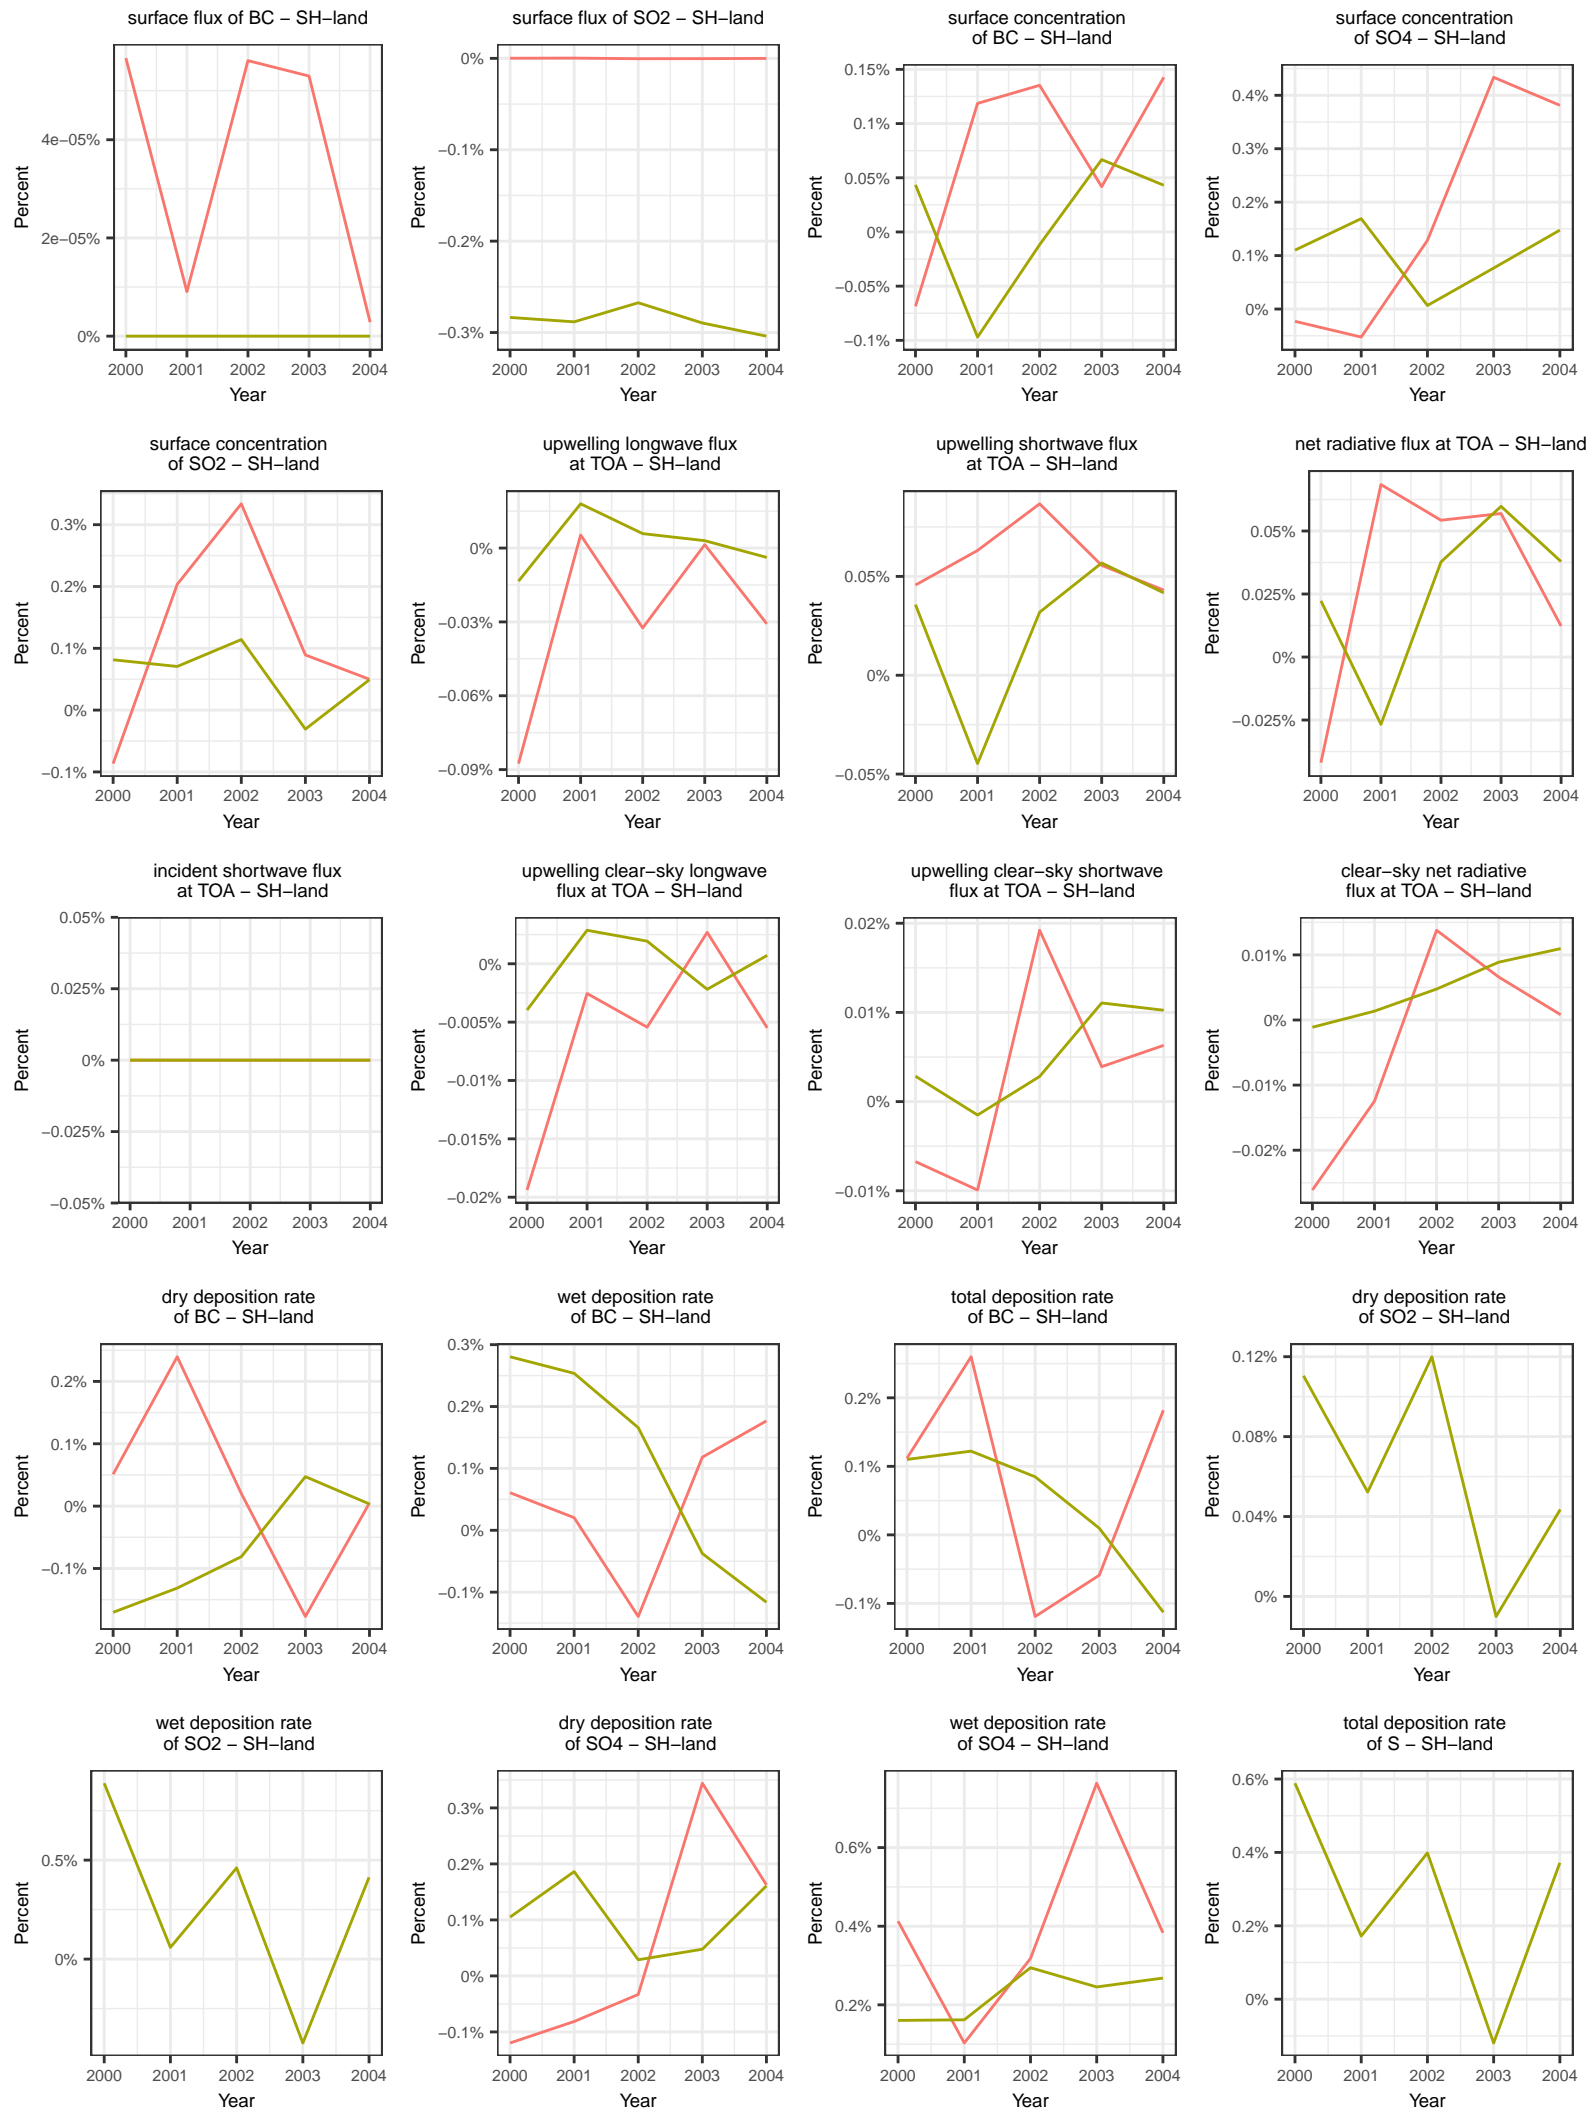 surface flux of BC − SH−land
4e−05%
2e−05%
0%
Percent
2000 2001 2002 2003 2004
Year
surface flux of SO2 − SH−land
0%
−0.1%
−0.2%
−0.3%
Percent
2000 2001 2002 2003 2004
Year
surface concentration
of BC − SH−land
0.15%
0.1%
0.05%
0%
−0.05%
−0.1%
Percent
2000 2001 2002 2003 2004
Year
surface concentration
of SO4 − SH−land
0.4%
0.3%
0.2%
0.1%
0%
Percent
2000 2001 2002 2003 2004
Year
surface concentration
of SO2 − SH−land
0.3%
0.2%
0.1%
0%
−0.1%
Percent
2000 2001 2002 2003 2004
Year
upwelling longwave flux
at TOA − SH−land
0%
−0.03%
−0.06%
−0.09%
Percent
2000 2001 2002 2003 2004
Year
upwelling shortwave flux
at TOA − SH−land
0.05%
0%
−0.05%
Percent
2000 2001 2002 2003 2004
Year
net radiative flux at TOA − SH−land
0.05%
0.025%
0%
−0.025%
Percent
2000 2001 2002 2003 2004
Year
incident shortwave flux
at TOA − SH−land
0.05%
0.025%
0%
−0.025%
−0.05%
Percent
2000 2001 2002 2003 2004
Year
upwelling clear−sky longwave
flux at TOA − SH−land
0%
−0.005%
−0.01%
−0.015%
−0.02%
Percent
2000 2001 2002 2003 2004
Year
upwelling clear−sky shortwave
flux at TOA − SH−land
0.02%
0.01%
0%
−0.01%
Percent
2000 2001 2002 2003 2004
Year
clear−sky net radiative
flux at TOA − SH−land
0.01%
0%
−0.01%
−0.02%
Percent
2000 2001 2002 2003 2004
Year
dry deposition rate
of BC − SH−land
0.2%
0.1%
0%
−0.1%
Percent
2000 2001 2002 2003 2004
Year
wet deposition rate
of BC − SH−land
0.3%
0.2%
0.1%
0%
−0.1%
Percent
2000 2001 2002 2003 2004
Year
total deposition rate
of BC − SH−land
0.2%
0.1%
0%
−0.1%
Percent
2000 2001 2002 2003 2004
Year
dry deposition rate
of SO2 − SH−land
0.12%
0.08%
0.04%
0%
Percent
2000 2001 2002 2003 2004
Year
wet deposition rate
of SO2 − SH−land
0.5%
0%
Percent
2000 2001 2002 2003 2004
Year
dry deposition rate
of SO4 − SH−land
0.3%
0.2%
0.1%
0%
−0.1%
Percent
2000 2001 2002 2003 2004
Year
wet deposition rate
of SO4 − SH−land
0.6%
0.4%
0.2%
Percent
2000 2001 2002 2003 2004
Year
total deposition rate
of S − SH−land
0.6%
0.4%
0.2%
0%
Percent
2000 2001 2002 2003 2004
Year